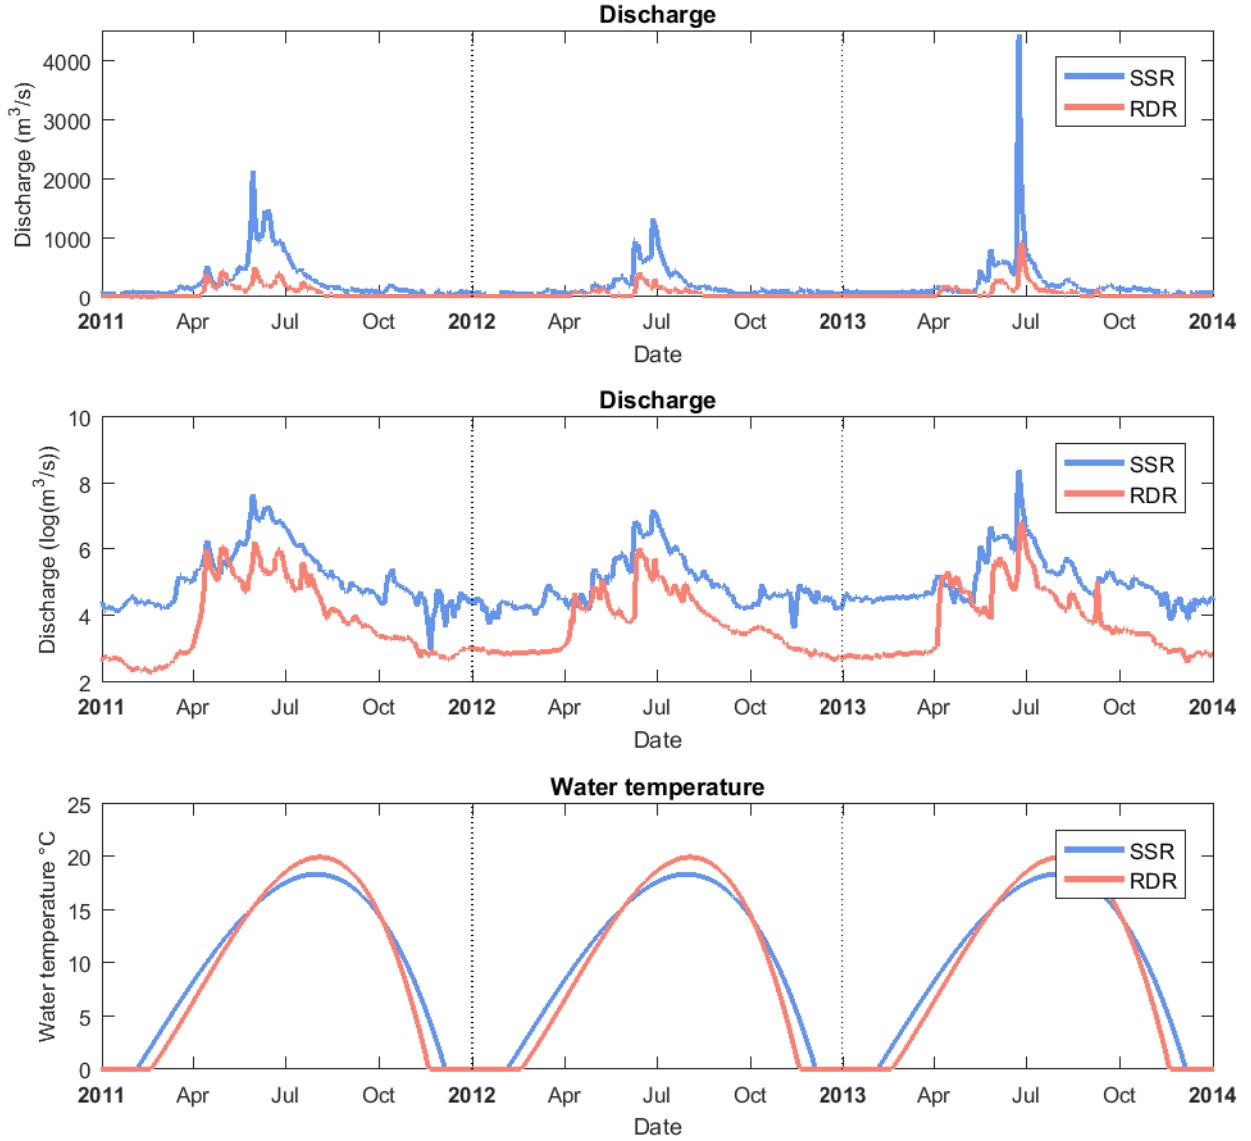 Discharge
Discharge (m³/s)
4000
3000
2000
1000
0
SSR
RDR
2011 Apr Jul Oct 2012 Apr Jul Oct 2013 Apr Jul Oct 2014
Date
Discharge
Discharge (log(m³/s))
10
8
6
4
2
SSR
RDR
2011 Apr Jul Oct 2012 Apr Jul Oct 2013 Apr Jul Oct 2014
Date
Water temperature
Water temperature °C
25
20
15
10
5
0
SSR
RDR
2011 Apr Jul Oct 2012 Apr Jul Oct 2013 Apr Jul Oct 2014
Date